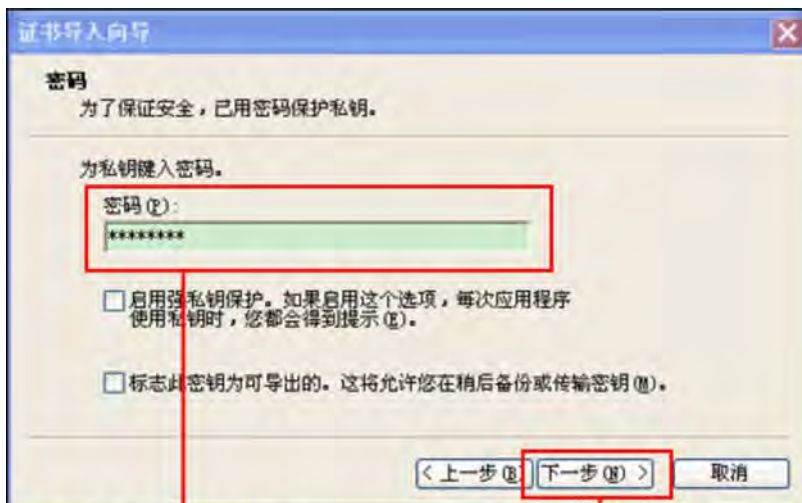 证书导入向导
密码
为了保证安全，已用密码保护私钥。
为私钥键入密码。
密码(P):
********
启用强私钥保护。如果启用这个选项，每次应用程序
使用私钥时，您都会得到提示(E)。
标志此密钥为可导出的。这将允许您在稍后备份或传输密钥(M)。
< 上一步(B) 下一步(N) > 取消